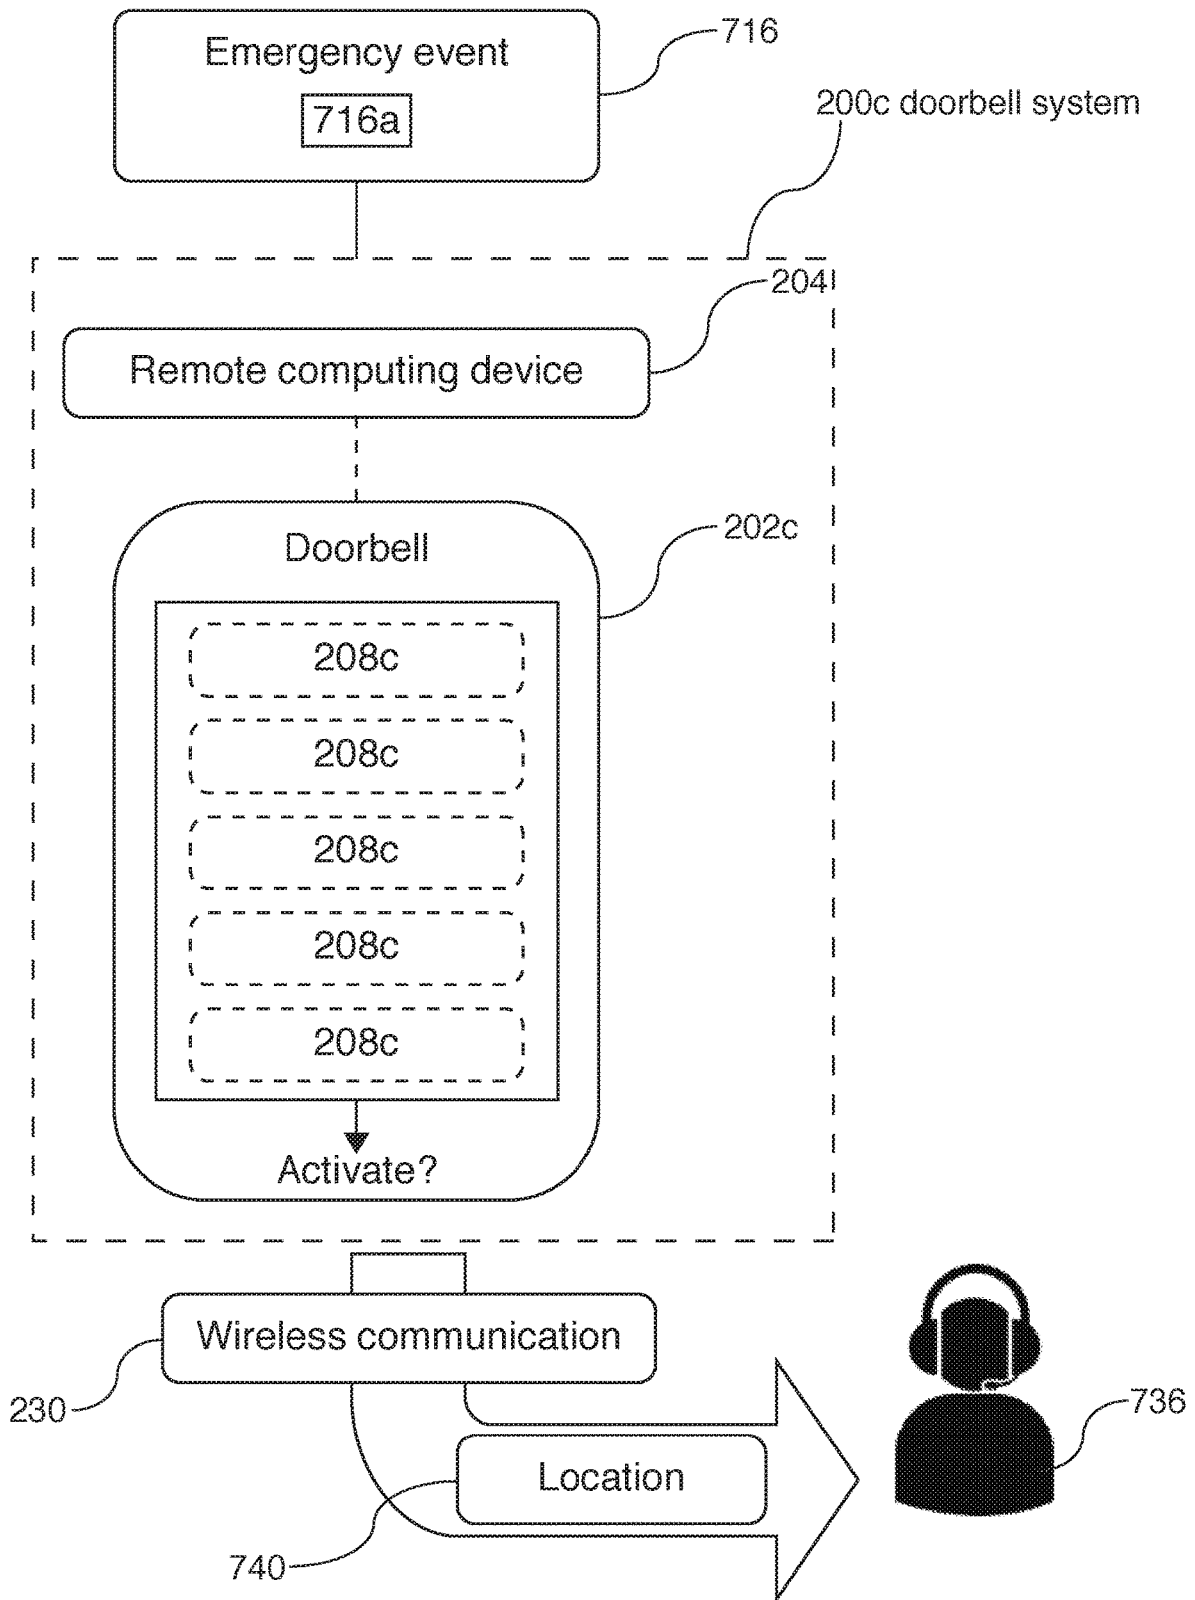 Emergency event
716
716a
200c doorbell system
204
Remote computing device
202c
Doorbell
208c
208c
208c
208c
208c
Activate?
Wireless communication
230
736
Location
740